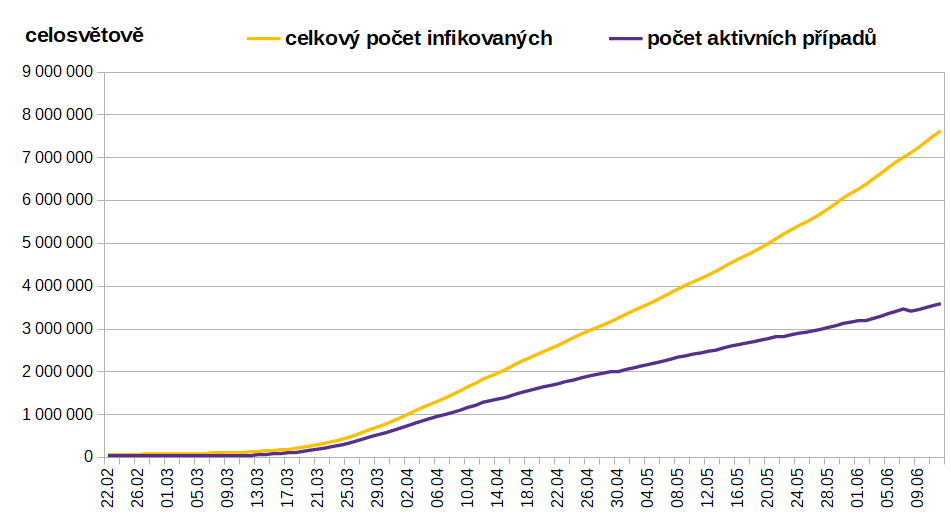 celosvětově
celkový počet infikovaných
počet aktivních případů
9 000 000
8 000 000
7 000 000
6 000 000
5 000 000
4 000 000
3 000 000
2 000 000
1 000 000
0
22.02
26.02
01.03
05.03
09.03
13.03
17.03
21.03
25.03
29.03
02.04
06.04
10.04
14.04
18.04
22.04
26.04
30.04
04.05
08.05
12.05
16.05
20.05
24.05
28.05
01.06
05.06
09.06